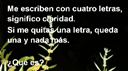 Me escriben con cuatro letras,
significo claridad.
Si me quitas una letra, queda
una y nada más.
¿Qué es?